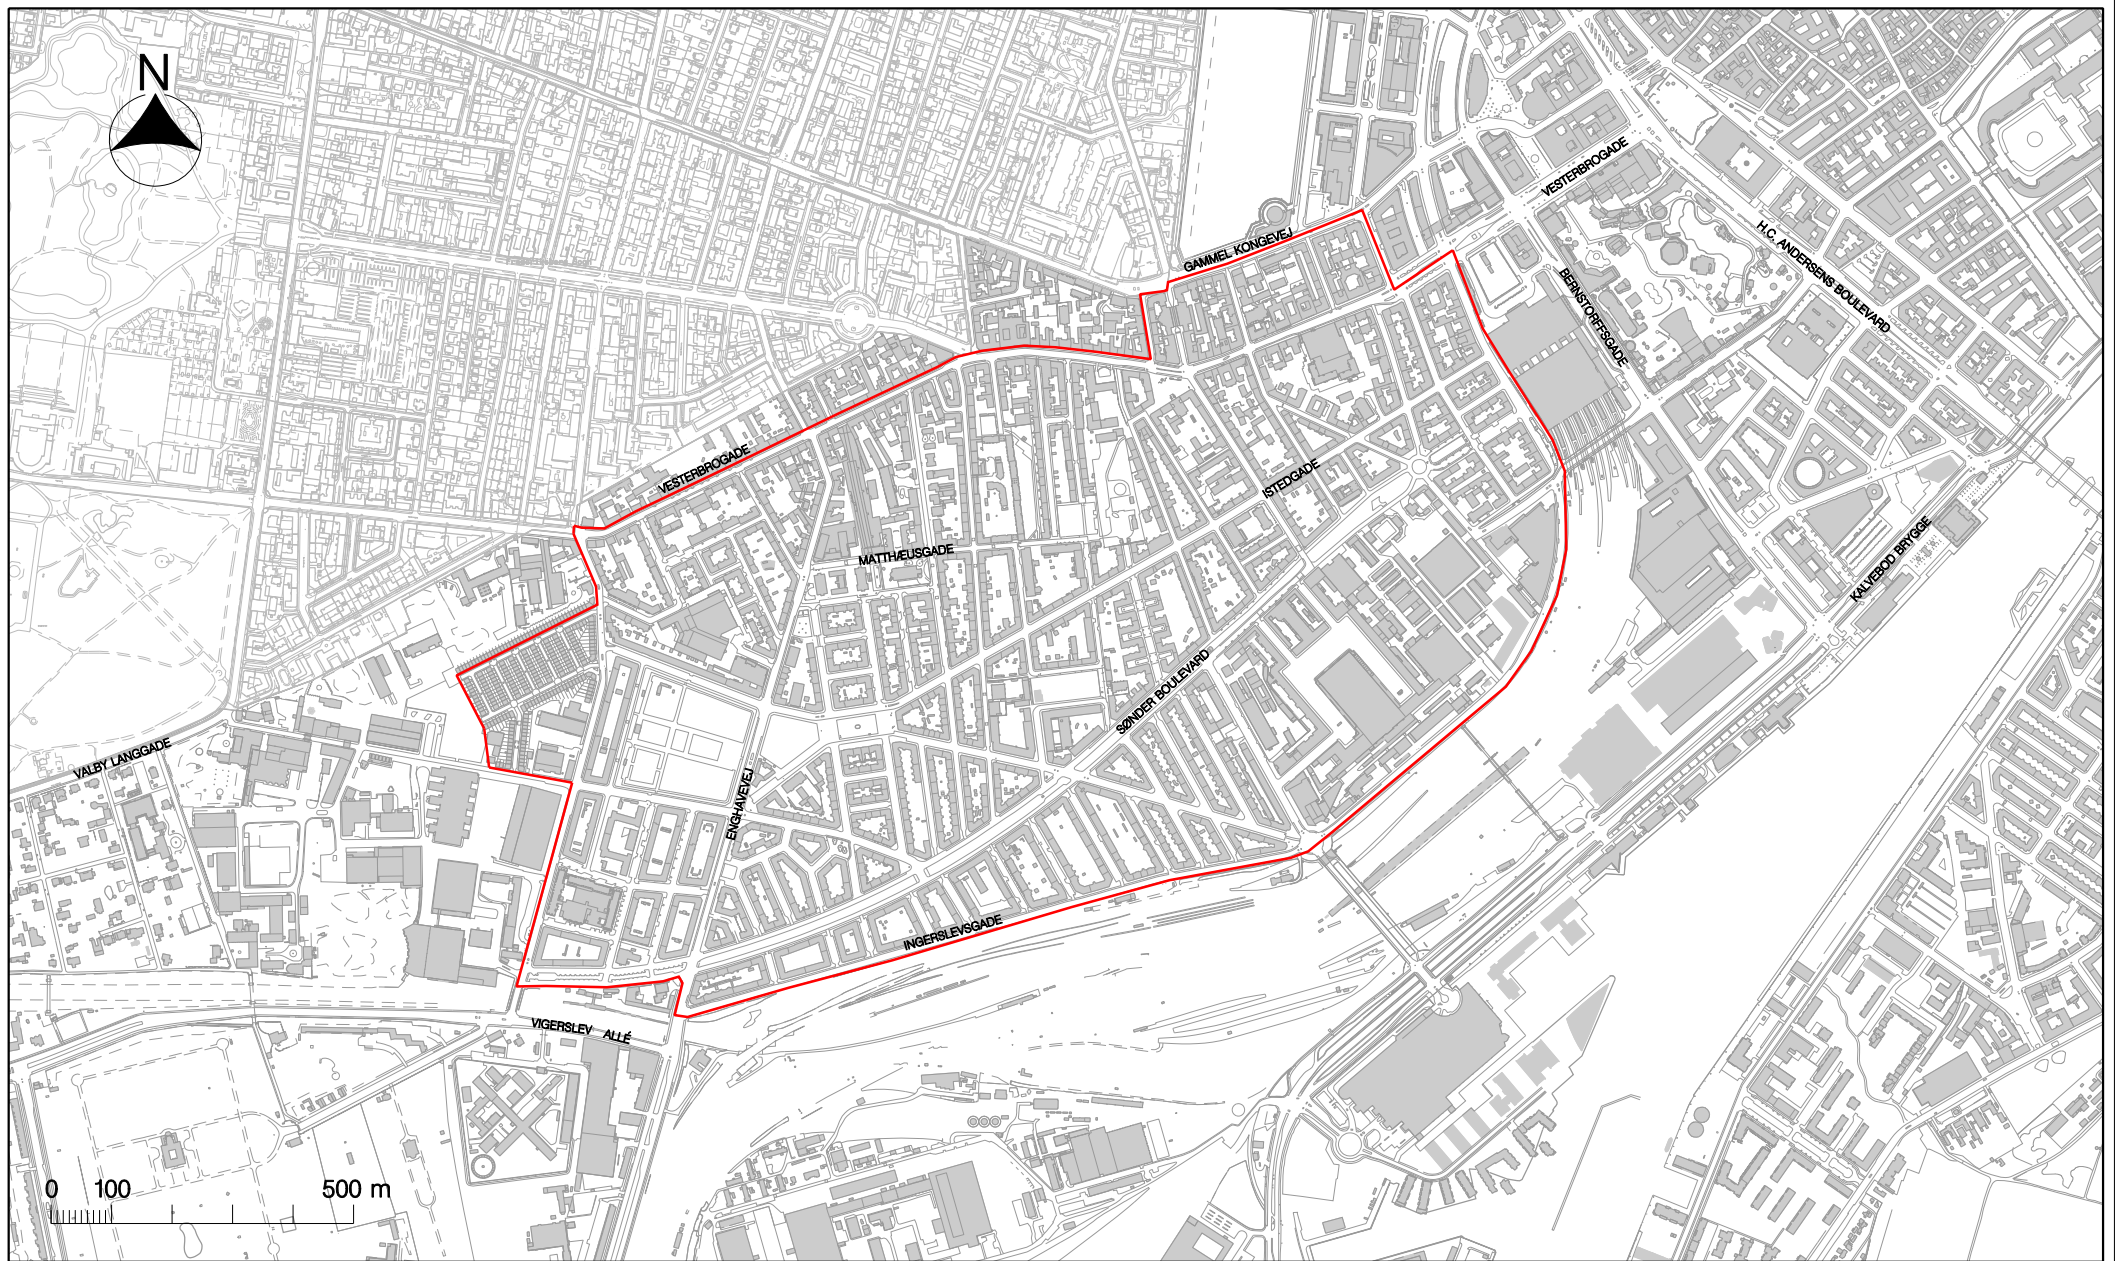 N
VESTERBROGADE
GAMMEL KONGEVEJ
H.C. ANDERSENS BOULEVARD
BERNSTORFFSGADE
VESTERBROGADE
ISTEDGADE
MATTHÆUSGADE
KALVEBOD BRYGGE
SØNDER BOULEVARD
VALBY LANGGADE
ENGHAVEVEJ
INGERSLEVSGADE
VIGERSLEV ALLÉ
0 100 500 m